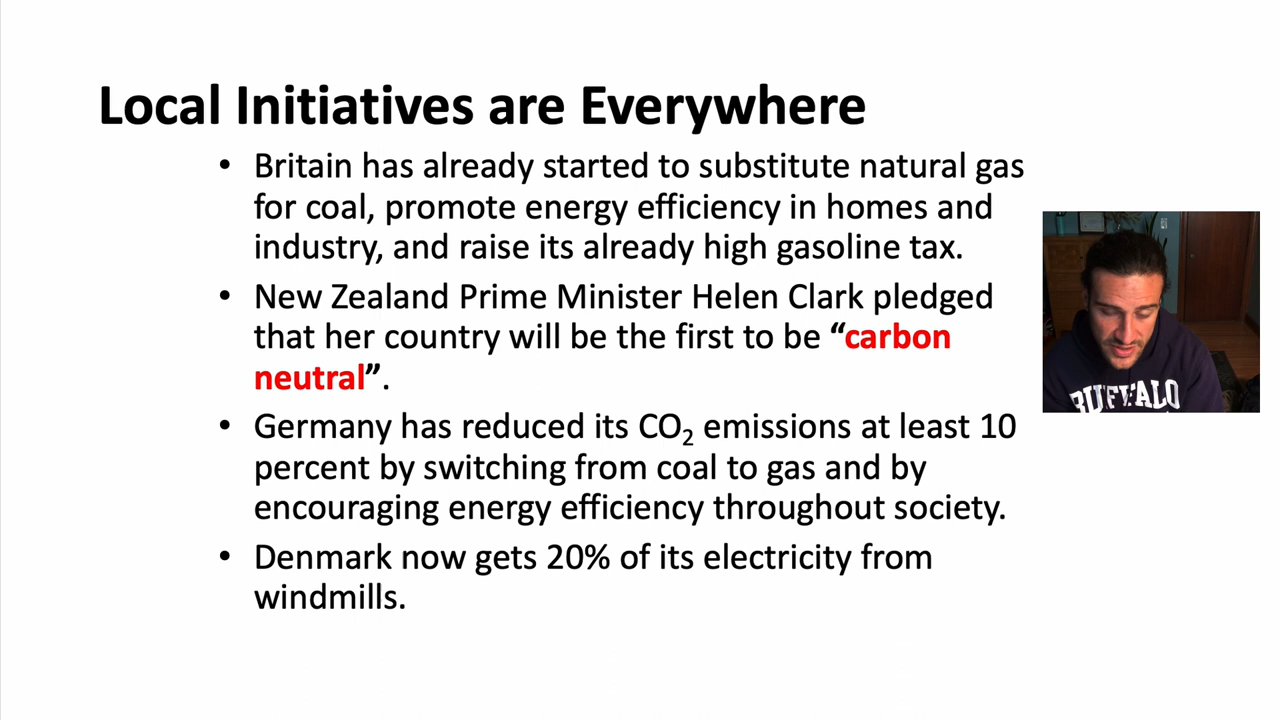 Local Initiatives are Everywhere
• Britain has already started to substitute natural gas
for coal, promote energy efficiency in homes and
industry, and raise its already high gasoline tax.
• New Zealand Prime Minister Helen Clark pledged
that her country will be the first to be “carbon
neutral”.
• Germany has reduced its CO₂ emissions at least 10
percent by switching from coal to gas and by
encouraging energy efficiency throughout society.
• Denmark now gets 20% of its electricity from
windmills.
BUFFALO